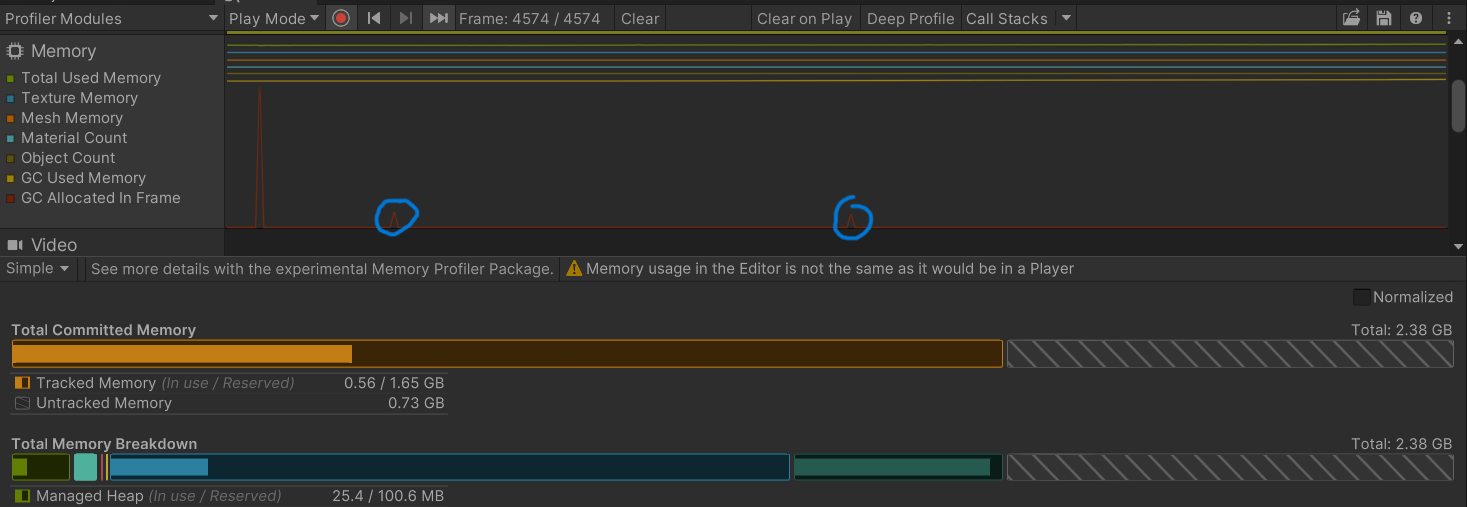 Profiler Modules Play Mode Frame: 4574 / 4574 Clear Clear on Play Deep Profile Call Stacks
Memory
Total Used Memory
Texture Memory
Mesh Memory
Material Count
Object Count
GC Used Memory
GC Allocated In Frame
Video
Simple See more details with the experimental Memory Profiler Package. Memory usage in the Editor is not the same as it would be in a Player
Normalized
Total Committed Memory Total: 2.38 GB
Tracked Memory (In use / Reserved) 0.56 / 1.65 GB
Untracked Memory 0.73 GB
Total Memory Breakdown Total: 2.38 GB
Managed Heap (In use / Reserved) 25.4 / 100.6 MB